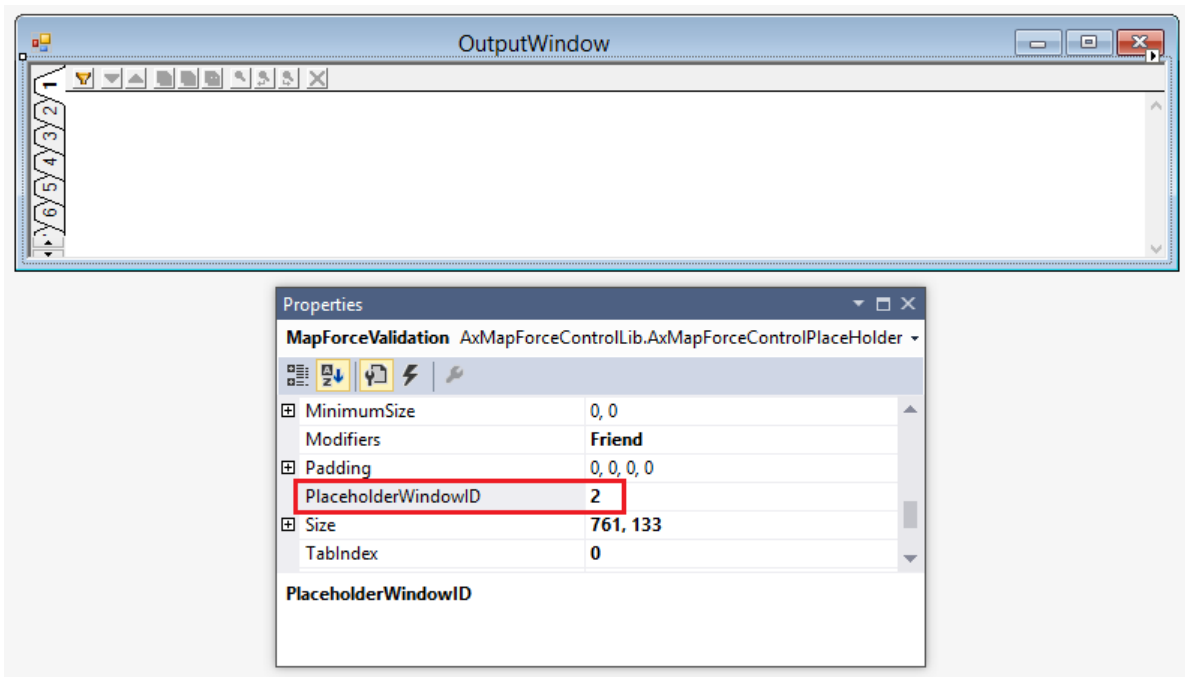 OutputWindow
1
2
3
4
5
6
Properties
MapForceValidation AxMapForceControlLib.AxMapForceControlPlaceHolder
MinimumSize 0, 0
Modifiers Friend
Padding 0, 0, 0, 0
PlaceholderWindowID 2
Size 761, 133
TabIndex 0
PlaceholderWindowID